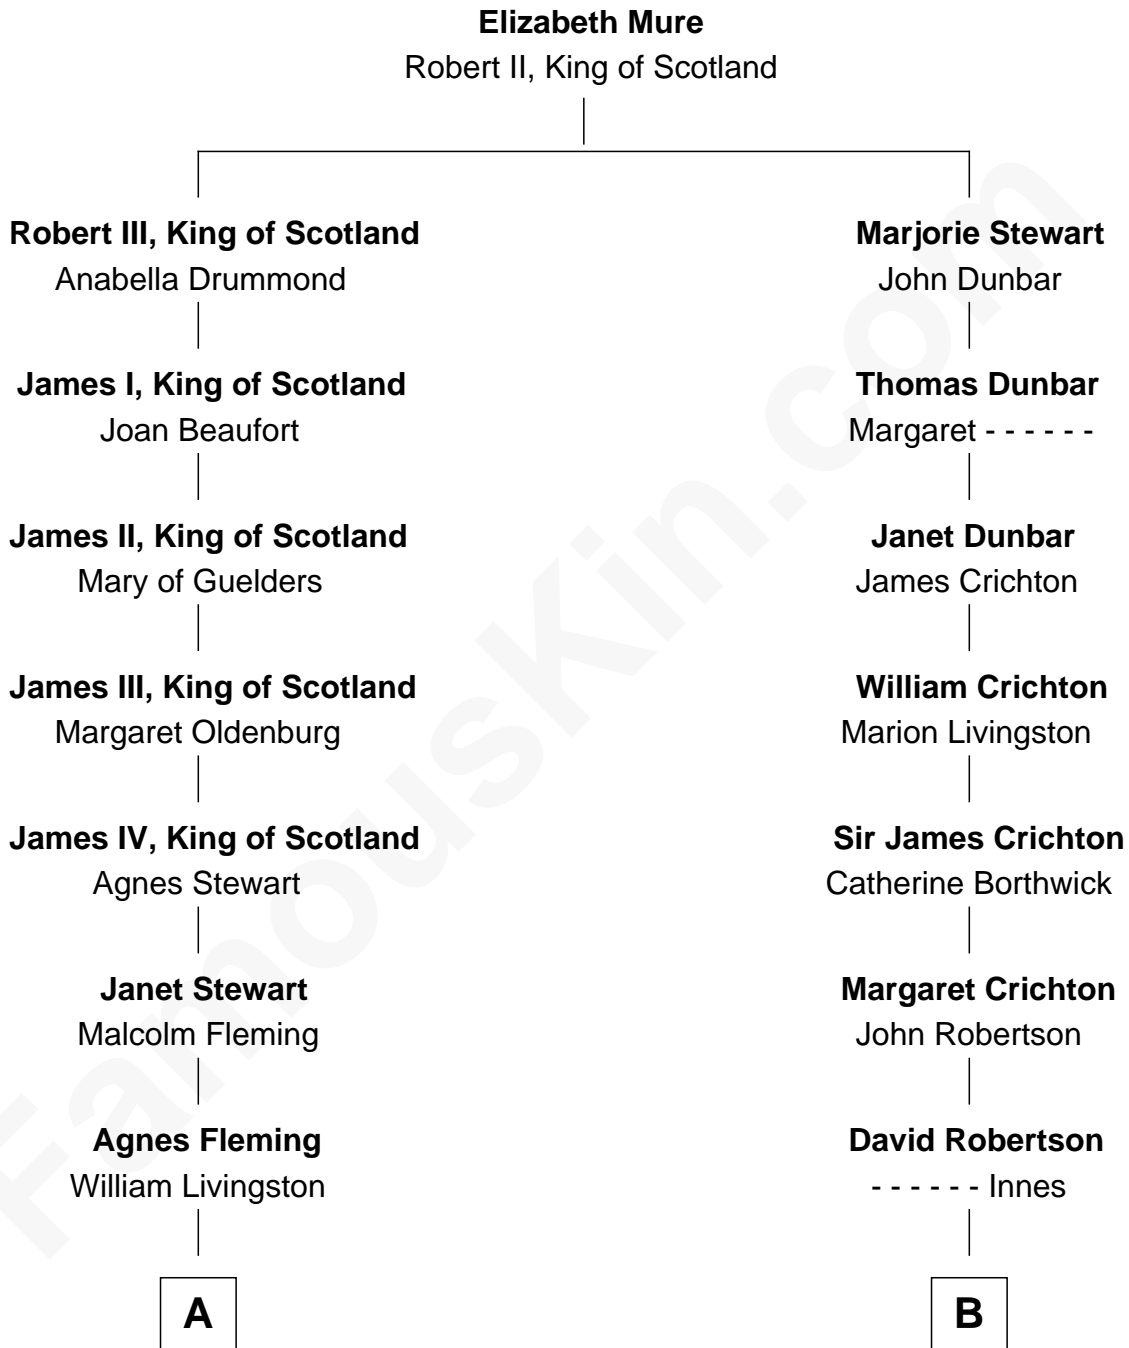 Elizabeth Mure
Robert II, King of Scotland
Robert III, King of Scotland
Anabella Drummond
James I, King of Scotland
Joan Beaufort
James II, King of Scotland
Mary of Guelders
James III, King of Scotland
Margaret Oldenburg
James IV, King of Scotland
Agnes Stewart
Janet Stewart
Malcolm Fleming
Agnes Fleming
William Livingston
A
Marjorie Stewart
John Dunbar
Thomas Dunbar
Margaret - - - - - -
Janet Dunbar
James Crichton
William Crichton
Marion Livingston
Sir James Crichton
Catherine Borthwick
Margaret Crichton
John Robertson
David Robertson
- - - - - - Innes
B
FamousKin.com